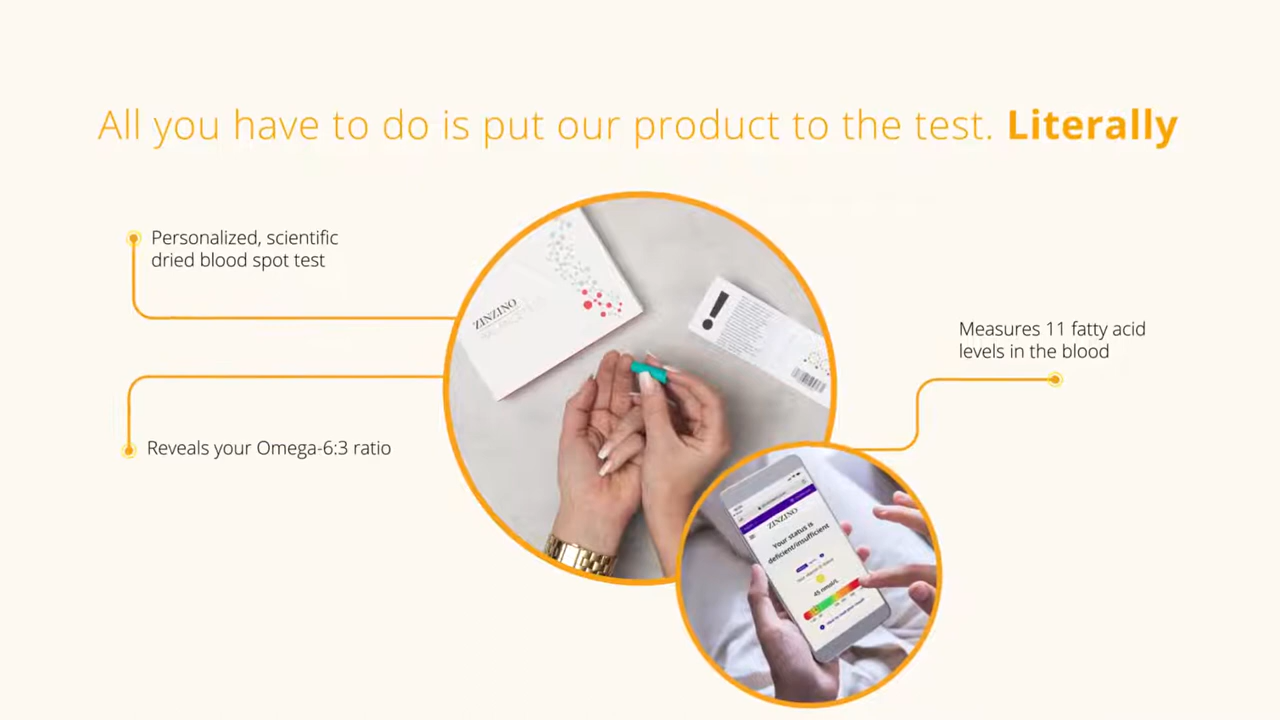 All you have to do is put our product to the test. Literally
Personalized, scientific
dried blood spot test
Reveals your Omega-6:3 ratio
Measures 11 fatty acid
levels in the blood
ZINZINO
!
ZINZINO
Your status is
deficient/insufficient
45 nmol/L